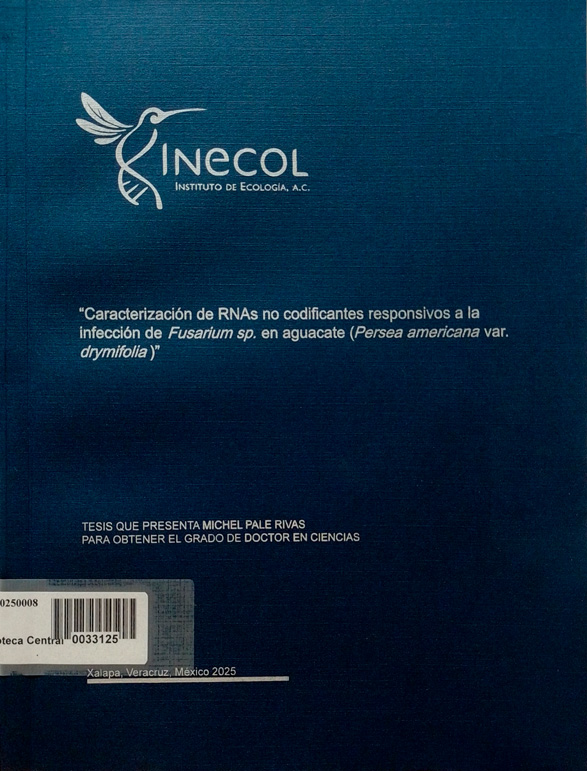 INECOL
INSTITUTO DE ECOLOGÍA, A.C.
“Caracterización de RNAs no codificantes responsivos a la
infección de Fusarium sp. en aguacate (Persea americana var.
drymifolia )”
TESIS QUE PRESENTA MICHEL PALE RIVAS
PARA OBTENER EL GRADO DE DOCTOR EN CIENCIAS
0250008
oteca Central 0033125
Xalapa, Veracruz, México 2025